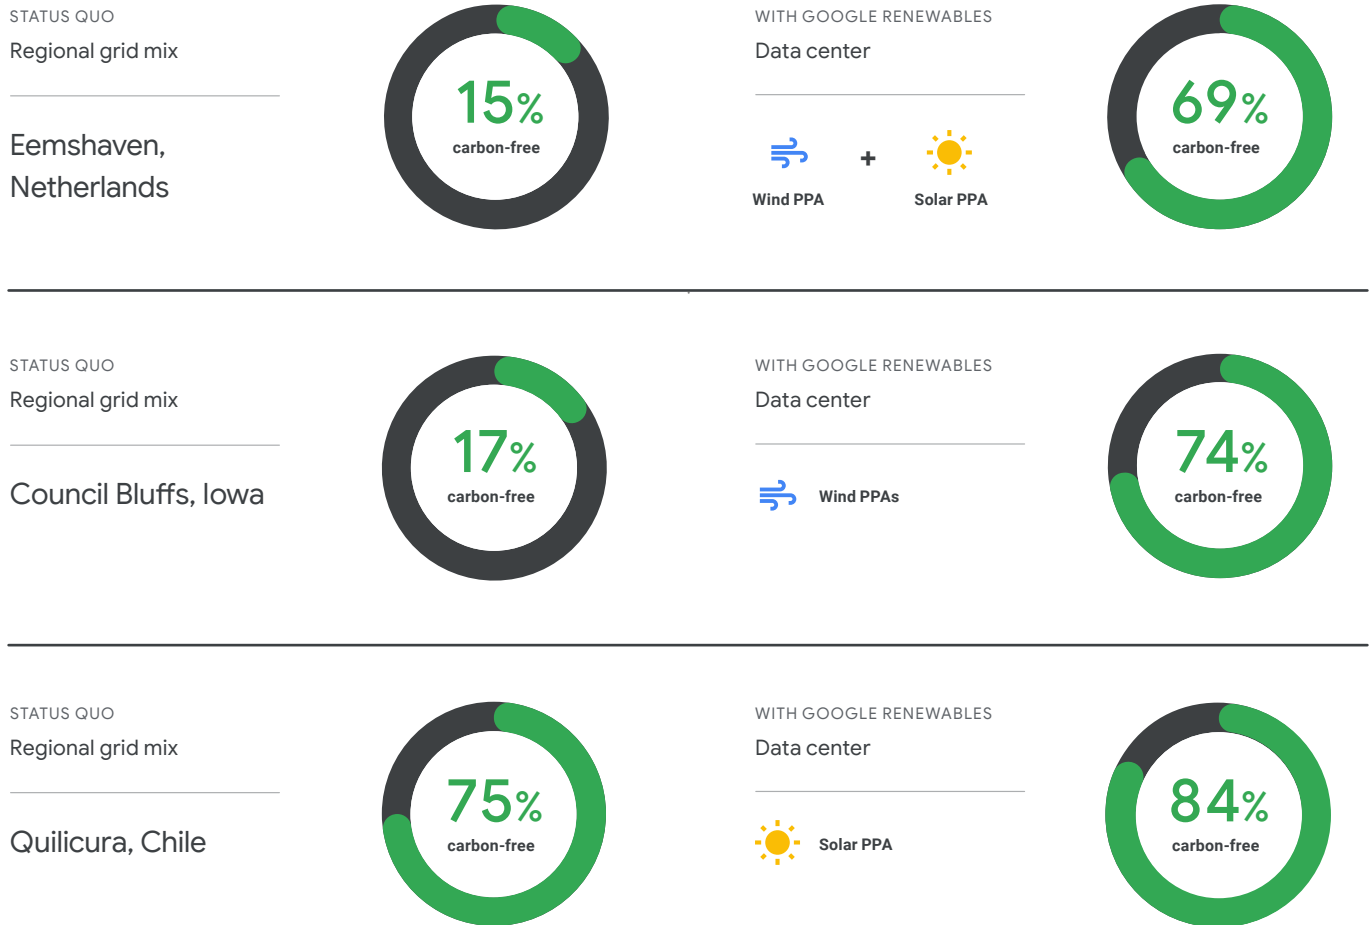 STATUS QUO
Regional grid mix
Eemshaven,
Netherlands
15%
carbon-free
WITH GOOGLE RENEWABLES
Data center
+
Wind PPA
Solar PPA
69%
carbon-free
STATUS QUO
Regional grid mix
Council Bluffs, Iowa
17%
carbon-free
WITH GOOGLE RENEWABLES
Data center
Wind PPAs
74%
carbon-free
STATUS QUO
Regional grid mix
Quilicura, Chile
75%
carbon-free
WITH GOOGLE RENEWABLES
Data center
Solar PPA
84%
carbon-free